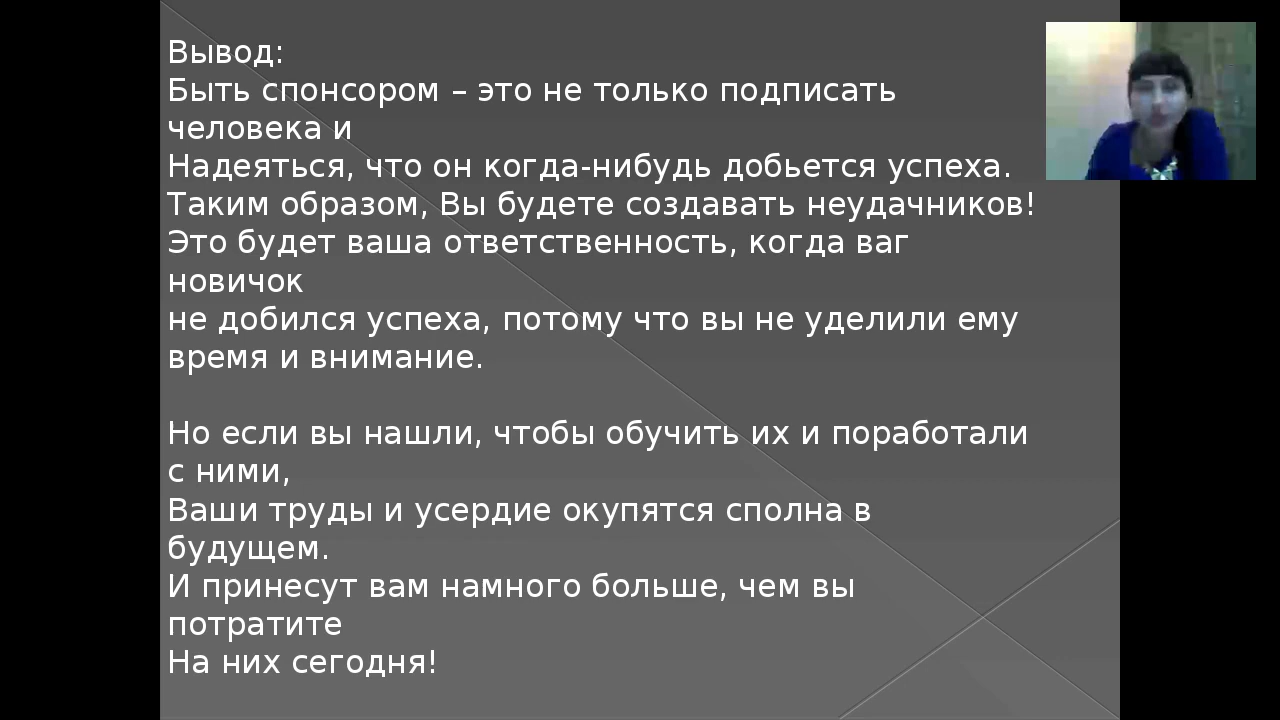 Вывод:
Быть спонсором – это не только подписать
человека и
Надеяться, что он когда-нибудь добьется успеха.
Таким образом, Вы будете создавать неудачников!
Это будет ваша ответственность, когда ваг
новичок
не добился успеха, потому что вы не уделили ему
время и внимание.
Но если вы нашли, чтобы обучить их и поработали
с ними,
Ваши труды и усердие окупятся сполна в
будущем.
И принесут вам намного больше, чем вы
потратите
На них сегодня!